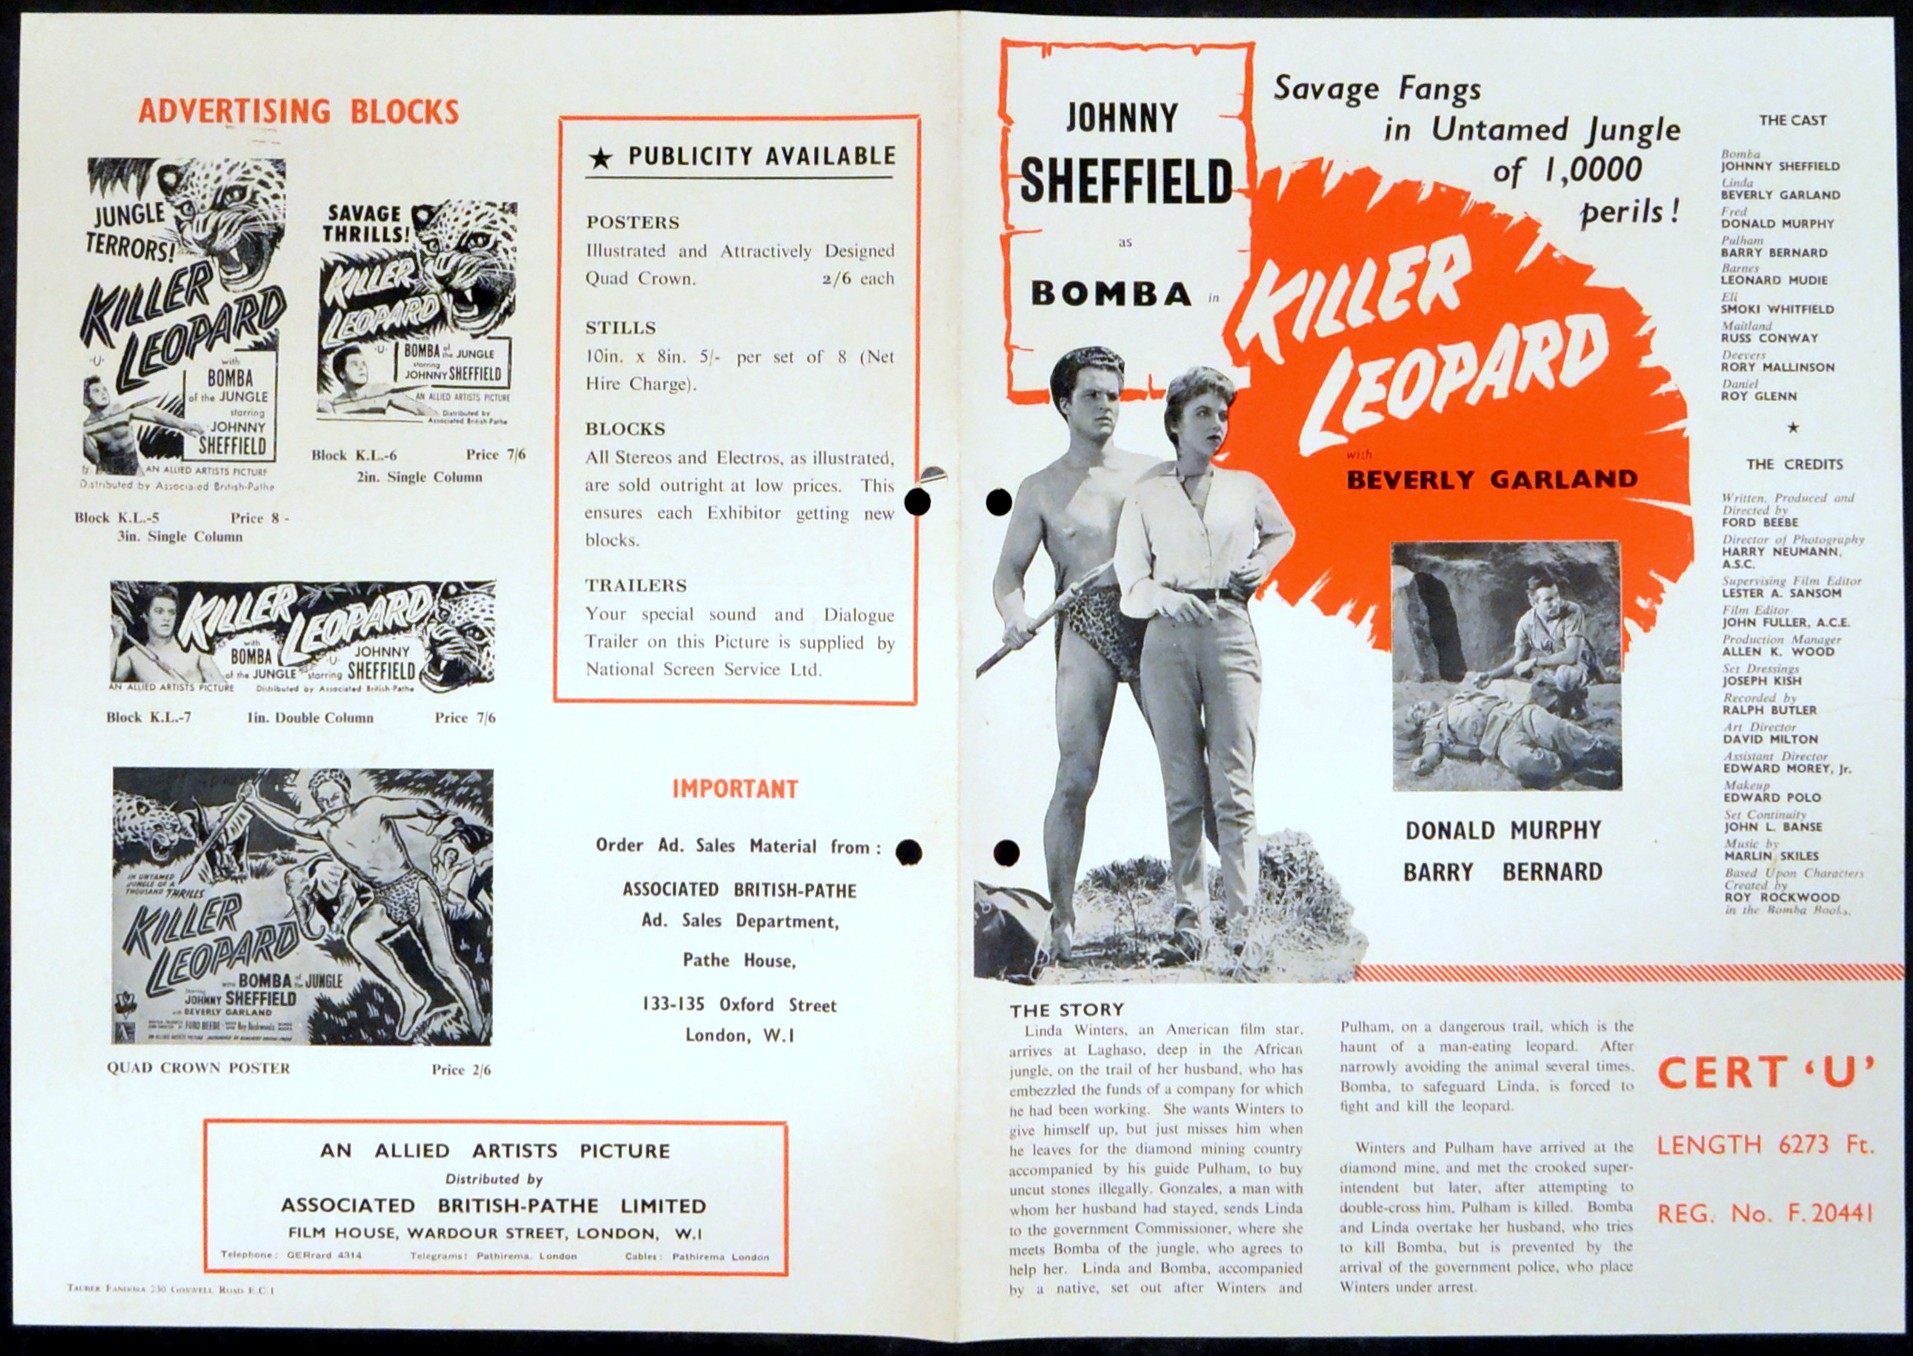 ADVERTISING BLOCKS
JUNGLE
TERRORS!
KILLER
LEOPARD
'U'
with
BOMBA
of the JUNGLE
starring
JOHNNY
SHEFFIELD
AN ALLIED ARTISTS PICTURE
Distributed by Associated British-Pathe
Block K.L.-5 Price 8 -
3in. Single Column
SAVAGE
THRILLS!
KILLER
LEOPARD
'U'
BOMBA of the JUNGLE
starring
JOHNNY SHEFFIELD
AN ALLIED ARTISTS PICTURE
Distributed by
Associated British-Pathe
Block K.L.-6 Price 7/6
2in. Single Column
KILLER LEOPARD
with
BOMBA
of the JUNGLE
'U'
starring
JOHNNY
SHEFFIELD
AN ALLIED ARTISTS PICTURE Distributed by Associated British-Pathe
Block K.L.-7 1in. Double Column Price 7/6
IN UNTAMED
JUNGLE OF A
THOUSAND THRILLS
KILLER
LEOPARD
with BOMBA of the JUNGLE
starring
JOHNNY SHEFFIELD
with BEVERLY GARLAND
FORD BEEBE
QUAD CROWN POSTER Price 2/6
★ PUBLICITY AVAILABLE
POSTERS
Illustrated and Attractively Designed
Quad Crown. 2/6 each
STILLS
10in. x 8in. 5/- per set of 8 (Net
Hire Charge).
BLOCKS
All Stereos and Electros, as illustrated,
are sold outright at low prices. This
ensures each Exhibitor getting new
blocks.
TRAILERS
Your special sound and Dialogue
Trailer on this Picture is supplied by
National Screen Service Ltd.
IMPORTANT
Order Ad. Sales Material from :
ASSOCIATED BRITISH-PATHE
Ad. Sales Department,
Pathe House,
133-135 Oxford Street
London, W.1
AN ALLIED ARTISTS PICTURE
Distributed by
ASSOCIATED BRITISH-PATHE LIMITED
FILM HOUSE, WARDOUR STREET, LONDON, W.1
Telephone: GERrard 4314 Telegrams: Pathirema, London Cables: Pathirema London
230 Goswell Road E.C.1
JOHNNY
SHEFFIELD
as
BOMBA in
Savage Fangs
in Untamed Jungle
of 1,0000
perils !
KILLER
LEOPARD
with
BEVERLY GARLAND
DONALD MURPHY
BARRY BERNARD
THE CAST
Bomba
JOHNNY SHEFFIELD
Linda
BEVERLY GARLAND
Fred
DONALD MURPHY
Pulham
BARRY BERNARD
Barnes
LEONARD MUDIE
Eli
SMOKI WHITFIELD
Maitland
RUSS CONWAY
Deevers
RORY MALLINSON
Daniel
ROY GLENN
★
THE CREDITS
Written, Produced and
Directed by
FORD BEEBE
Director of Photography
HARRY NEUMANN,
A.S.C.
Supervising Film Editor
LESTER A. SANSOM
Film Editor
JOHN FULLER, A.C.E.
Production Manager
ALLEN K. WOOD
Set Dressings
JOSEPH KISH
Recorded by
RALPH BUTLER
Art Director
DAVID MILTON
Assistant Director
EDWARD MOREY, Jr.
Makeup
EDWARD POLO
Set Continuity
JOHN L. BANSE
Music by
MARLIN SKILES
Based Upon Characters
Created by
ROY ROCKWOOD
in the Bomba Books.
THE STORY
Linda Winters, an American film star,
arrives at Laghaso, deep in the African
jungle, on the trail of her husband, who has
embezzled the funds of a company for which
he had been working. She wants Winters to
give himself up, but just misses him when
he leaves for the diamond mining country
accompanied by his guide Pulham, to buy
uncut stones illegally. Gonzales, a man with
whom her husband had stayed, sends Linda
to the government Commissioner, where she
meets Bomba of the jungle, who agrees to
help her. Linda and Bomba, accompanied
by a native, set out after Winters and
Pulham, on a dangerous trail, which is the
haunt of a man-eating leopard. After
narrowly avoiding the animal several times,
Bomba, to safeguard Linda, is forced to
fight and kill the leopard.
Winters and Pulham have arrived at the
diamond mine, and met the crooked super-
intendent but later, after attempting to
double-cross him, Pulham is killed. Bomba
and Linda overtake her husband, who tries
to kill Bomba, but is prevented by the
arrival of the government police, who place
Winters under arrest.
CERT 'U'
LENGTH 6273 Ft.
REG. No. F. 20441